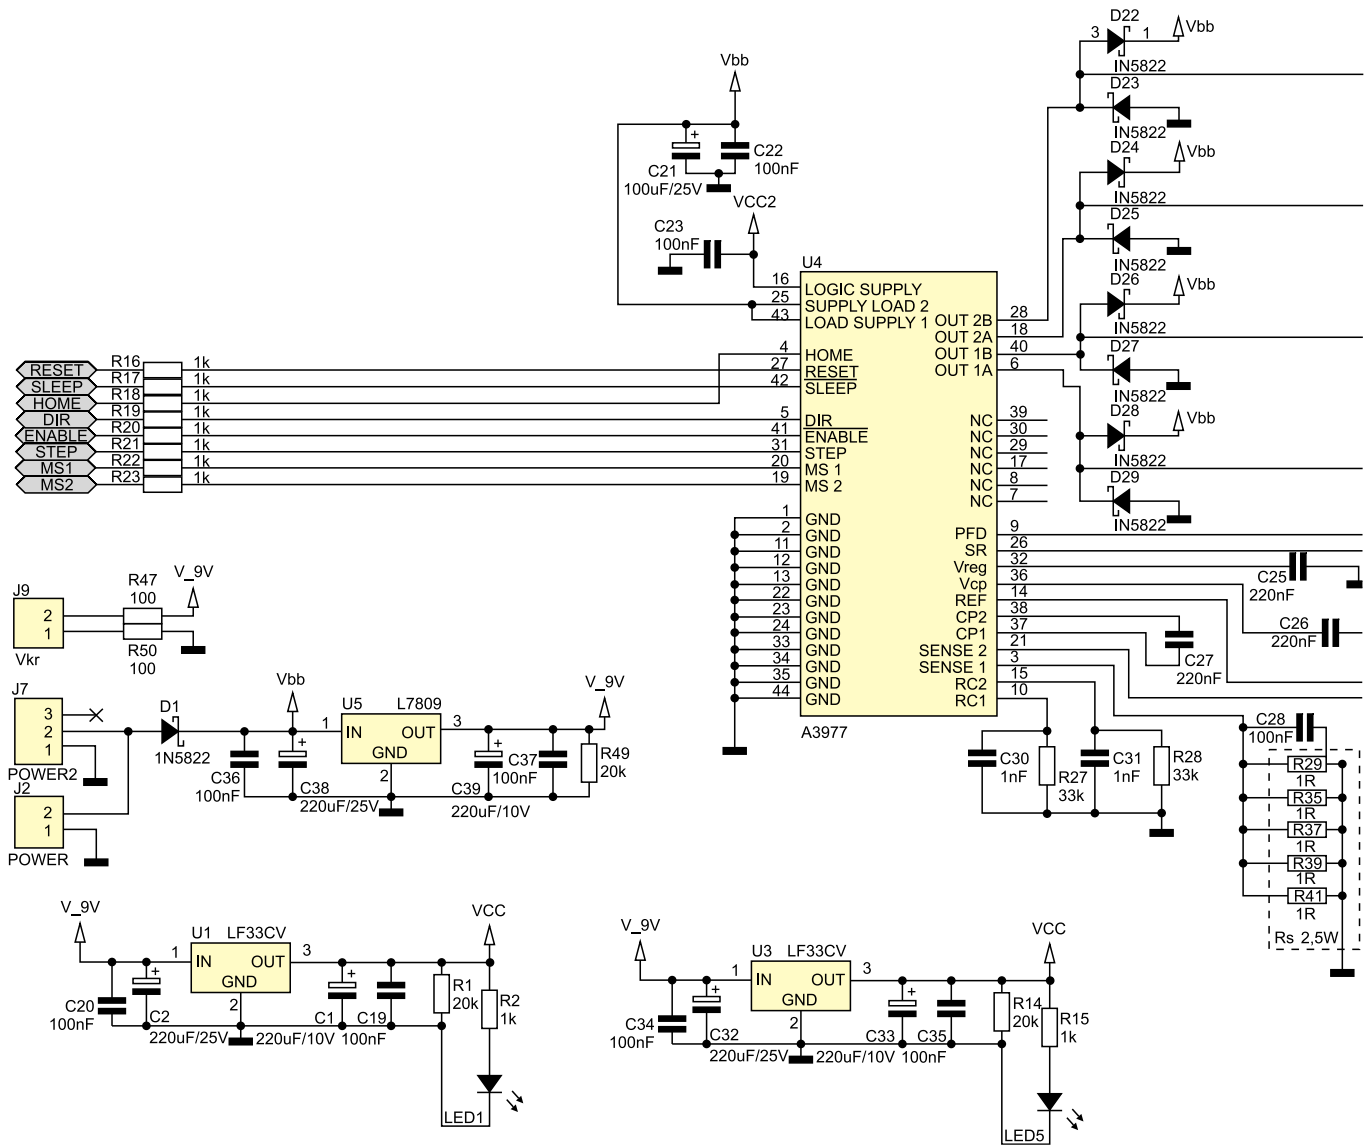 D22
3
1
Vbb
IN5822
D23
IN5822
D24
Vbb
IN5822
D25
IN5822
D26
Vbb
IN5822
D27
IN5822
D28
Vbb
IN5822
D29
IN5822
Vbb
+
C21
100uF/25V
C22
100nF
VCC2
C23
100nF
U4
16 LOGIC SUPPLY
25 SUPPLY LOAD 2
43 LOAD SUPPLY 1
4 HOME
27 RESET
42 SLEEP
5 DIR
41 ENABLE
31 STEP
20 MS 1
19 MS 2
1 GND
2 GND
11 GND
12 GND
13 GND
22 GND
23 GND
24 GND
33 GND
34 GND
35 GND
44 GND
OUT 2B 28
OUT 2A 18
OUT 1B 40
OUT 1A 6
NC 39
NC 30
NC 29
NC 17
NC 8
NC 7
PFD 9
SR 26
Vreg 32
Vcp 36
REF 14
CP2 38
CP1 37
SENSE 2 21
SENSE 1 3
RC2 15
RC1 10
A3977
RESET R16 1k
SLEEP R17 1k
HOME R18 1k
DIR R19 1k
ENABLE R20 1k
STEP R21 1k
MS1 R22 1k
MS2 R23 1k
C25
220nF
C26
220nF
C27
220nF
C28
100nF
C30
1nF
R27
33k
C31
1nF
R28
33k
R29
1R
R35
1R
R37
1R
R39
1R
R41
1R
Rs 2,5W
J9
2
1
Vkr
R47
100
V_9V
R50
100
J7
3
2
1
POWER2
J2
2
1
POWER
D1
1N5822
Vbb
C36
100nF
+
C38
220uF/25V
U5 L7809
1 IN OUT 3
GND
2
+
C39
220uF/10V
C37
100nF
V_9V
R49
20k
V_9V
C20
100nF
+
C2
220uF/25V
U1 LF33CV
1 IN OUT 3
GND
2
+
C1
220uF/10V
C19
100nF
R1
20k
VCC
R2
1k
LED1
V_9V
C34
100nF
+
C32
220uF/25V
U3 LF33CV
1 IN OUT 3
GND
2
+
C33
220uF/10V
C35
100nF
R14
20k
VCC
R15
1k
LED5